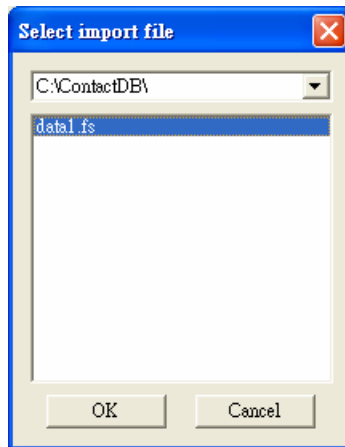 Select import file
C:\ContactDB\
data1.fs
OK
Cancel